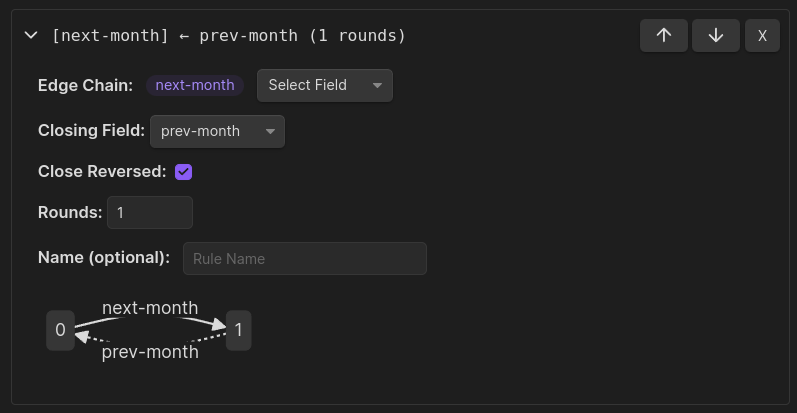 [next-month] ← prev-month (1 rounds)
X
Edge Chain: next-month Select Field
Closing Field: prev-month
Close Reversed:
Rounds: 1
Name (optional): Rule Name
next-month
0 1
prev-month